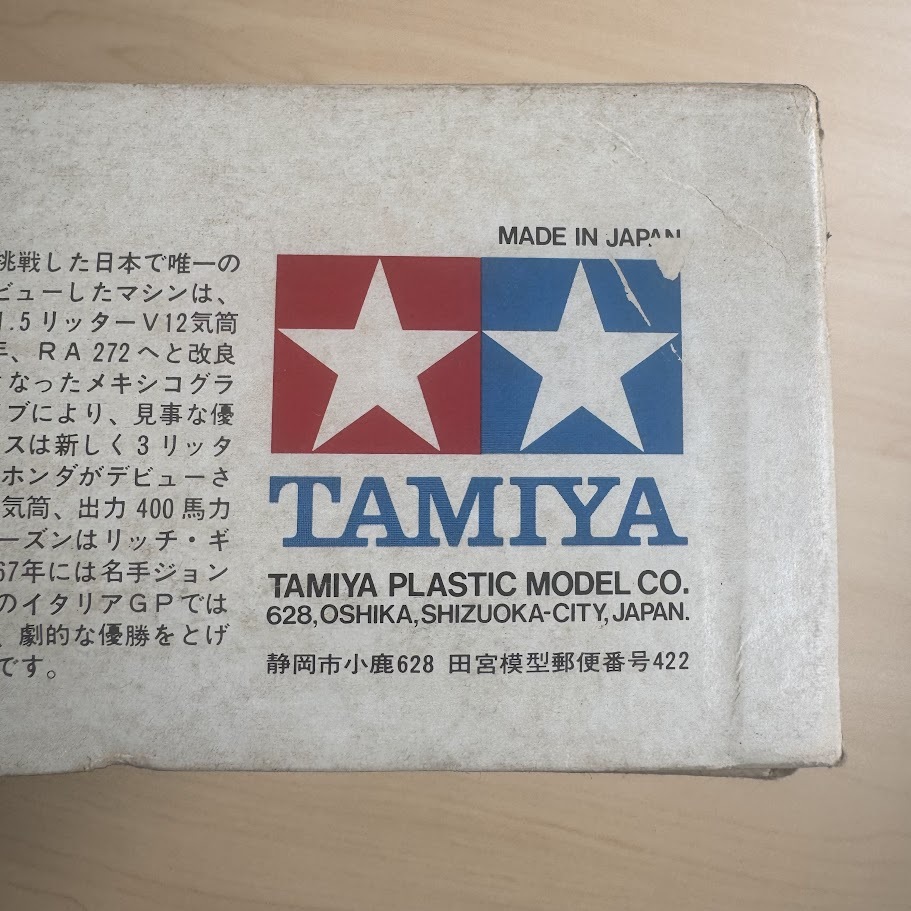 挑戦した日本で唯一の
ビューしたマシンは、
1.5リッターV12気筒
年、RA272へと改良
なったメキシコグラ
ブにより、見事な優
スは新しく3リッタ
ホンダがデビューさ
気筒、出力400馬力
ーズンはリッチ・ギ
67年には名手ジョン
のイタリアGPでは
、劇的な優勝をとげ
です。
MADE IN JAPAN
TAMIYA
TAMIYA PLASTIC MODEL CO.
628,OSHIKA,SHIZUOKA-CITY,JAPAN.
静岡市小鹿628 田宮模型郵便番号422